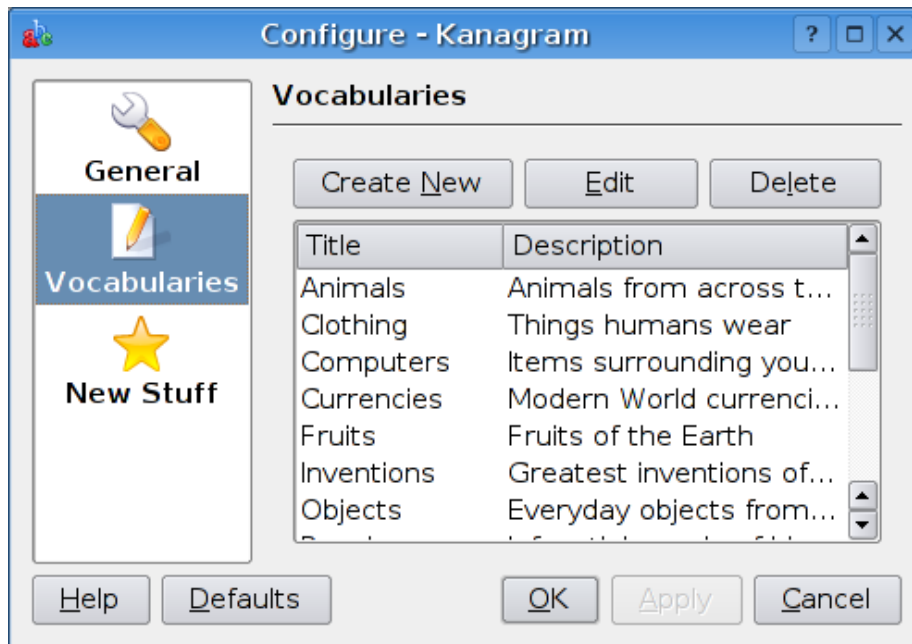 Configure - Kanagram
?
General
Vocabularies
New Stuff
Vocabularies
Create New Edit Delete
Title Description
Animals Animals from across t...
Clothing Things humans wear
Computers Items surrounding you...
Currencies Modern World currenci...
Fruits Fruits of the Earth
Inventions Greatest inventions of...
Objects Everyday objects from...
Help Defaults OK Apply Cancel